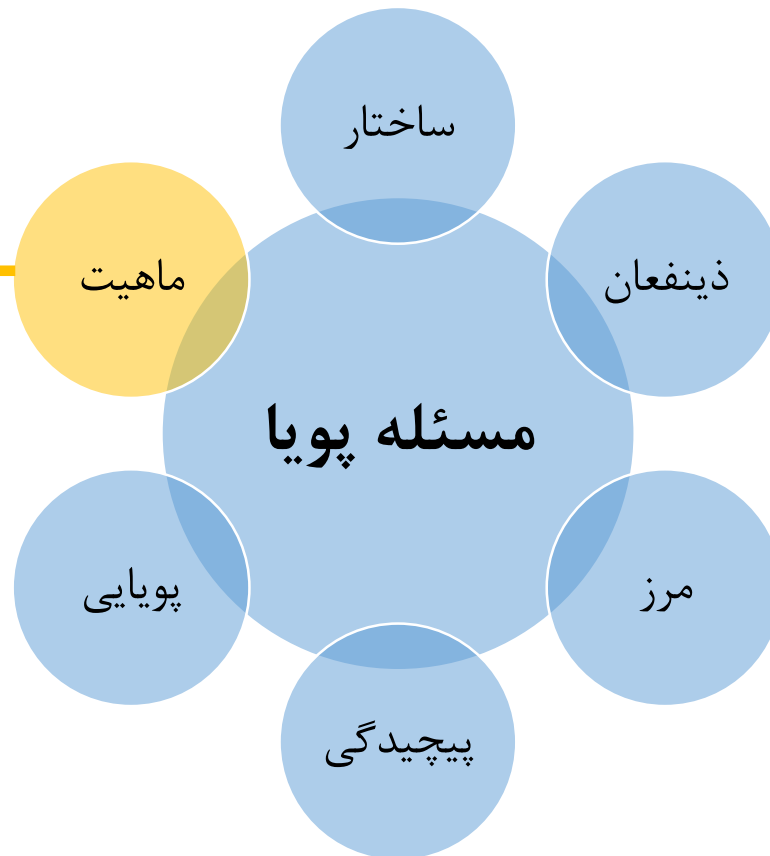 ساختار
ذینفعان
ماهیت
مسئله پویا
مرز
پویایی
پیچیدگی